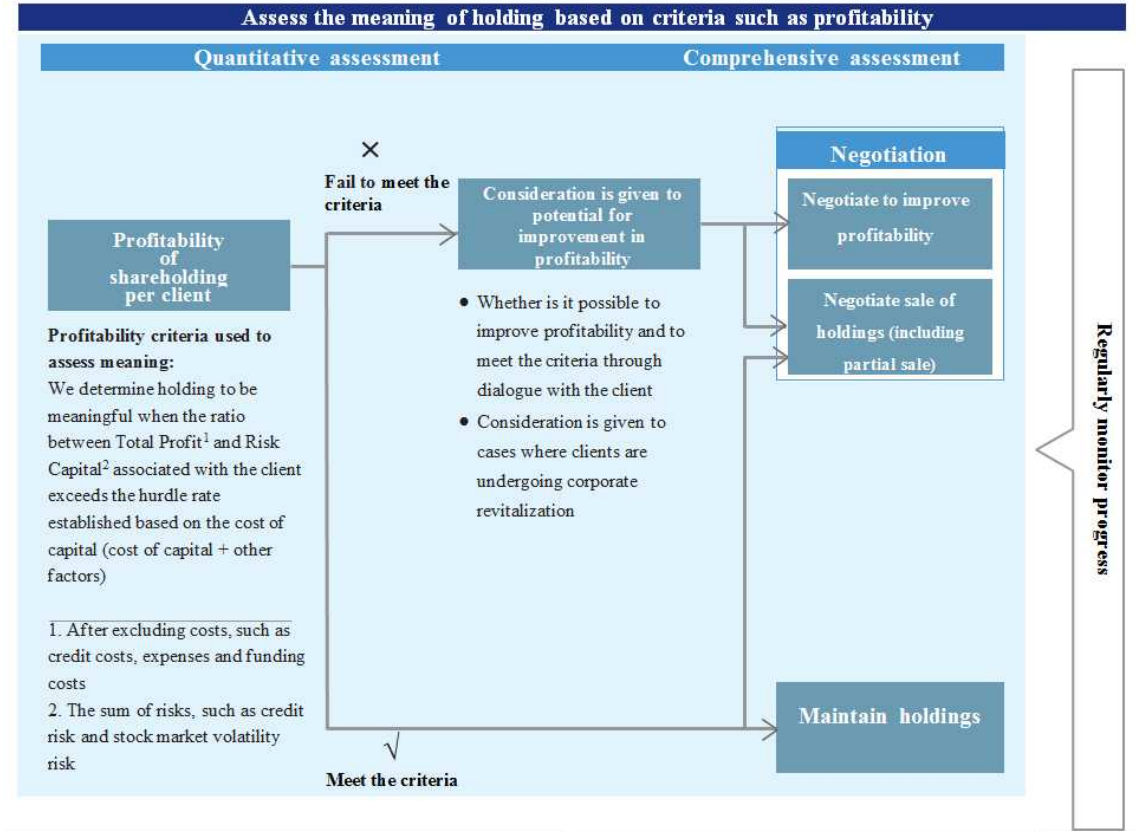 Assess the meaning of holding based on criteria such as profitability
Quantitative assessment
Comprehensive assessment
Profitability
of
shareholding
per client
Profitability criteria used to
assess meaning:
We determine holding to be
meaningful when the ratio
between Total Profit¹ and Risk
Capital² associated with the client
exceeds the hurdle rate
established based on the cost of
capital (cost of capital + other
factors)
1. After excluding costs, such as
credit costs, expenses and funding
costs
2. The sum of risks, such as credit
risk and stock market volatility
risk
×
Fail to meet the
criteria
√
Meet the criteria
Consideration is given to
potential for
improvement in
profitability
● Whether is it possible to
improve profitability and to
meet the criteria through
dialogue with the client
● Consideration is given to
cases where clients are
undergoing corporate
revitalization
Negotiation
Negotiate to improve
profitability
Negotiate sale of
holdings (including
partial sale)
Maintain holdings
Regularly monitor progress